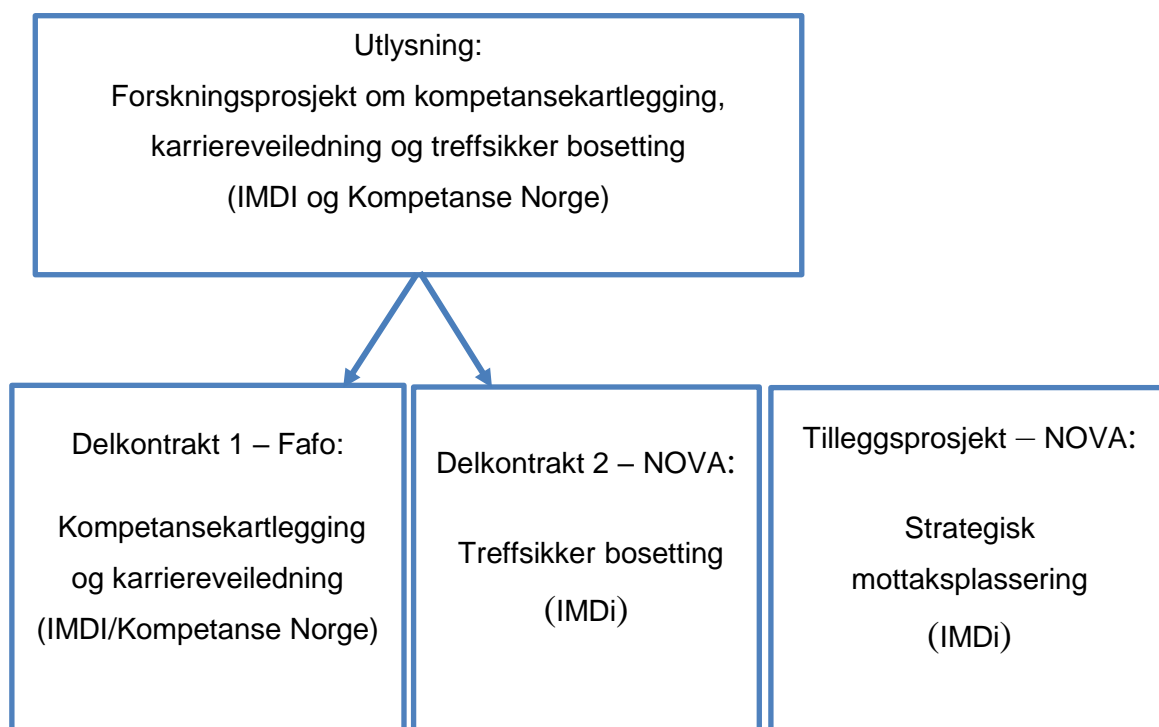 Utlysning:
Forskningsprosjekt om kompetansekartlegging,
karriereveiledning og treffsikker bosetting
(IMDI og Kompetanse Norge)
Delkontrakt 1 – Fafo:
Kompetansekartlegging
og karriereveiledning
(IMDI/Kompetanse Norge)
Delkontrakt 2 – NOVA:
Treffsikker bosetting
(IMDi)
Tilleggsprosjekt – NOVA:
Strategisk
mottaksplassering
(IMDi)